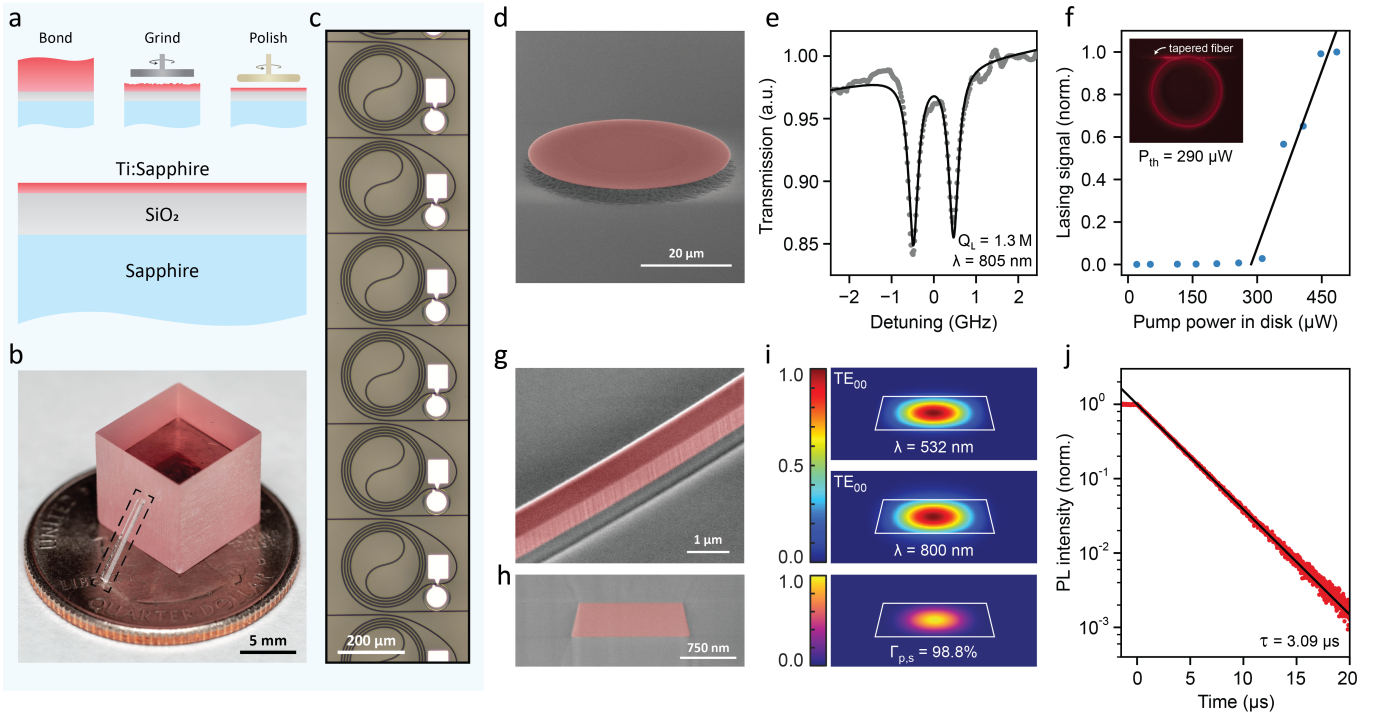 a
Bond
Grind
Polish
Ti:Sapphire
SiO₂
Sapphire
b
5 mm
c
200 µm
d
20 µm
e
Transmission (a.u.)
1.00
0.95
0.90
0.85
Q_L = 1.3 M
λ = 805 nm
−2
−1
0
1
2
Detuning (GHz)
f
Lasing signal (norm.)
1.0
0.8
0.6
0.4
0.2
0.0
tapered fiber
P_th = 290 µW
0
150
300
450
Pump power in disk (µW)
g
1 µm
h
750 nm
i
1.0
0.5
0.0
TE₀₀
λ = 532 nm
TE₀₀
λ = 800 nm
1.0
0.0
Γ_p,s = 98.8%
j
PL intensity (norm.)
10⁰
10⁻¹
10⁻²
10⁻³
τ = 3.09 µs
0
5
10
15
20
Time (µs)
QUARTER DOLLAR